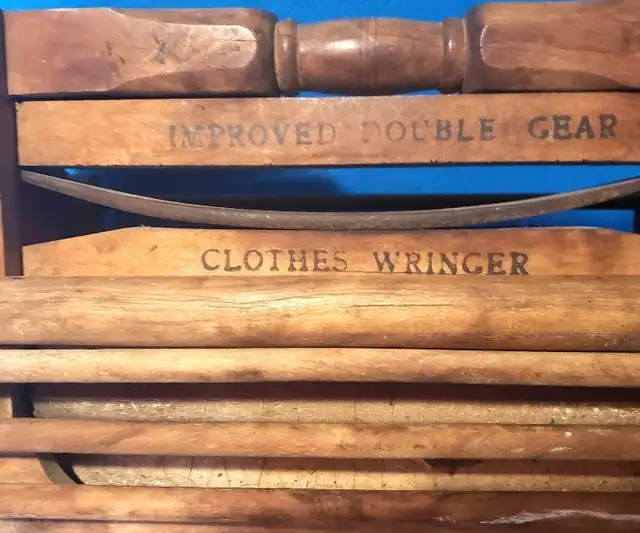 IMPROVED DOUBLE GEAR
CLOTHES WRINGER